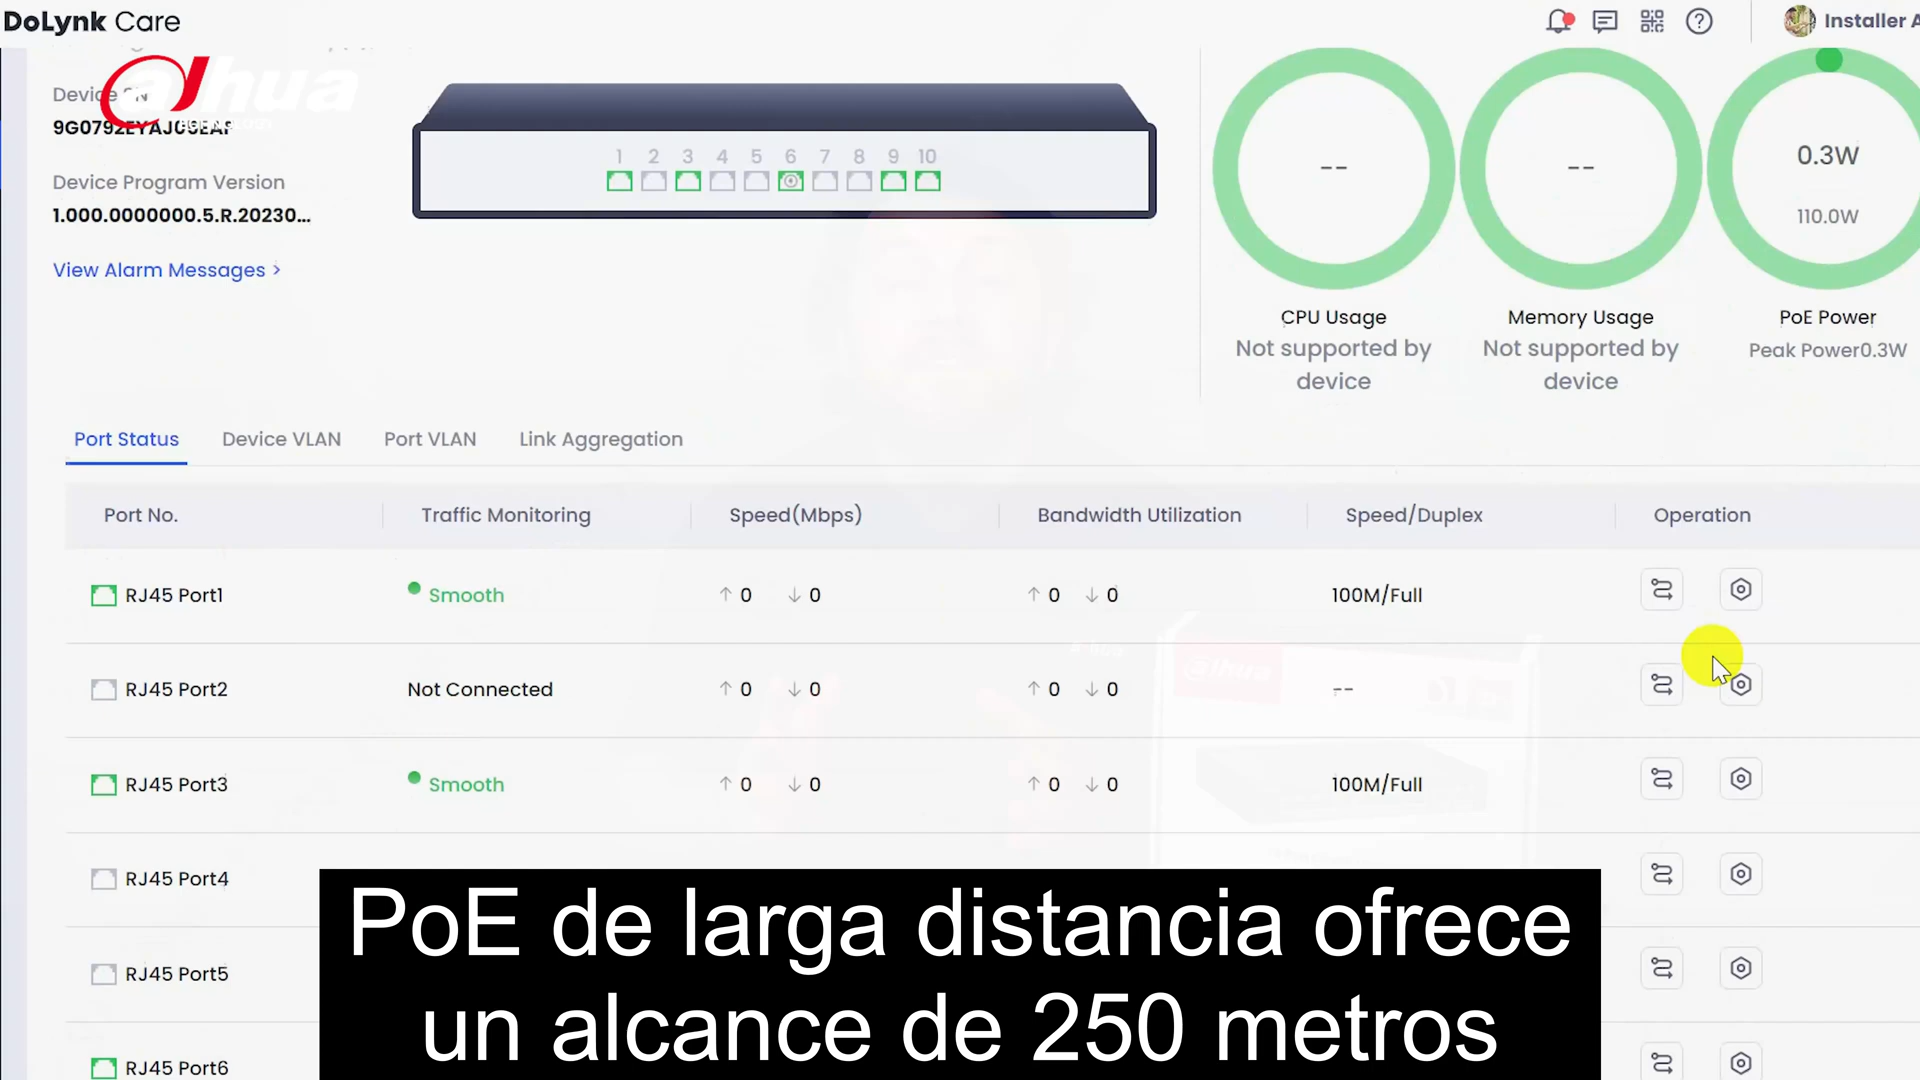 DoLynk Care
Installer A
alhua
TECHNOLOGY
Device SN
9G0792EYAJ09EAF
Device Program Version
1.000.0000000.5.R.20230...
View Alarm Messages >
1 2 3 4 5 6 7 8 9 10
--
--
0.3W
110.0W
CPU Usage
Not supported by
device
Memory Usage
Not supported by
device
PoE Power
Peak Power0.3W
Port Status Device VLAN Port VLAN Link Aggregation
Port No. Traffic Monitoring Speed(Mbps) Bandwidth Utilization Speed/Duplex Operation
RJ45 Port1 Smooth ↑ 0 ↓ 0 ↑ 0 ↓ 0 100M/Full
RJ45 Port2 Not Connected ↑ 0 ↓ 0 ↑ 0 ↓ 0 --
RJ45 Port3 Smooth ↑ 0 ↓ 0 ↑ 0 ↓ 0 100M/Full
RJ45 Port4
RJ45 Port5
RJ45 Port6
PoE de larga distancia ofrece
un alcance de 250 metros